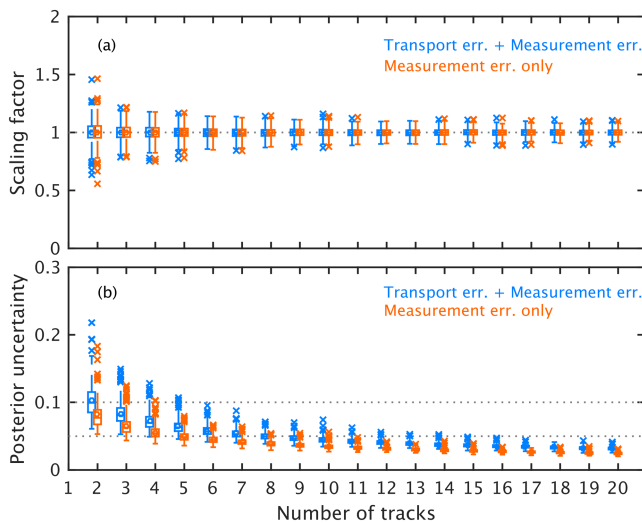 2
(a)
Transport err. + Measurement err.
Measurement err. only
1.5
1
0.5
0
Scaling factor
0.3
(b)
Transport err. + Measurement err.
Measurement err. only
0.2
0.1
0.05
0
Posterior uncertainty
1 2 3 4 5 6 7 8 9 10 11 12 13 14 15 16 17 18 19 20
Number of tracks